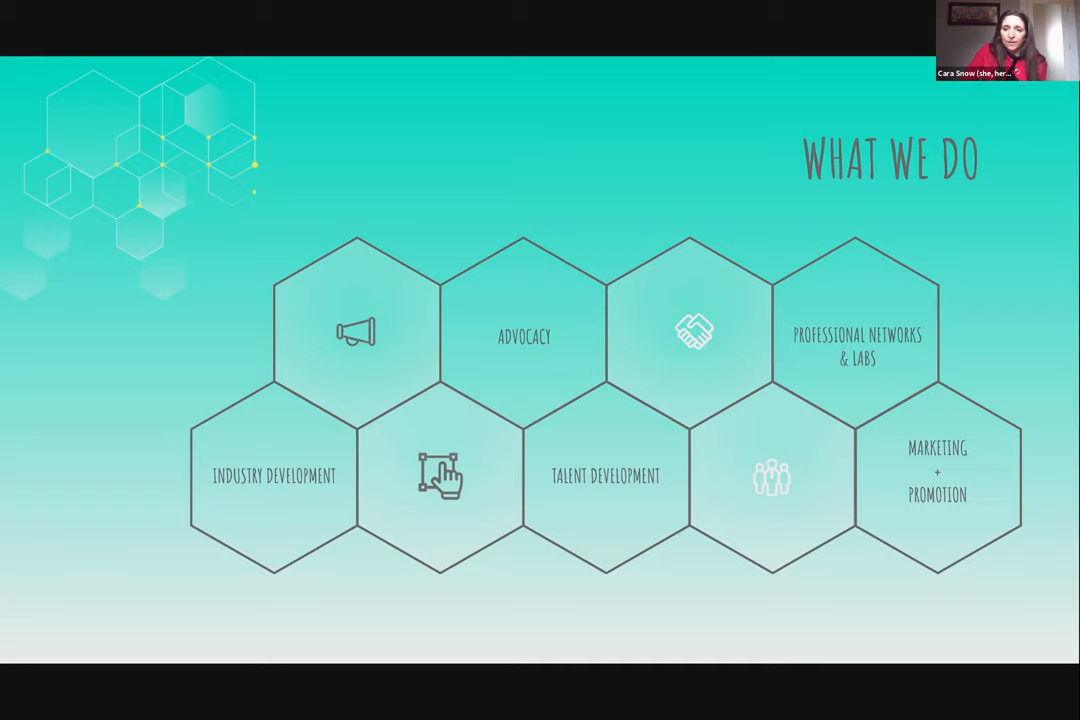 Cara Snow (she, her...
WHAT WE DO
ADVOCACY
PROFESSIONAL NETWORKS
& LABS
INDUSTRY DEVELOPMENT
TALENT DEVELOPMENT
MARKETING
+
PROMOTION